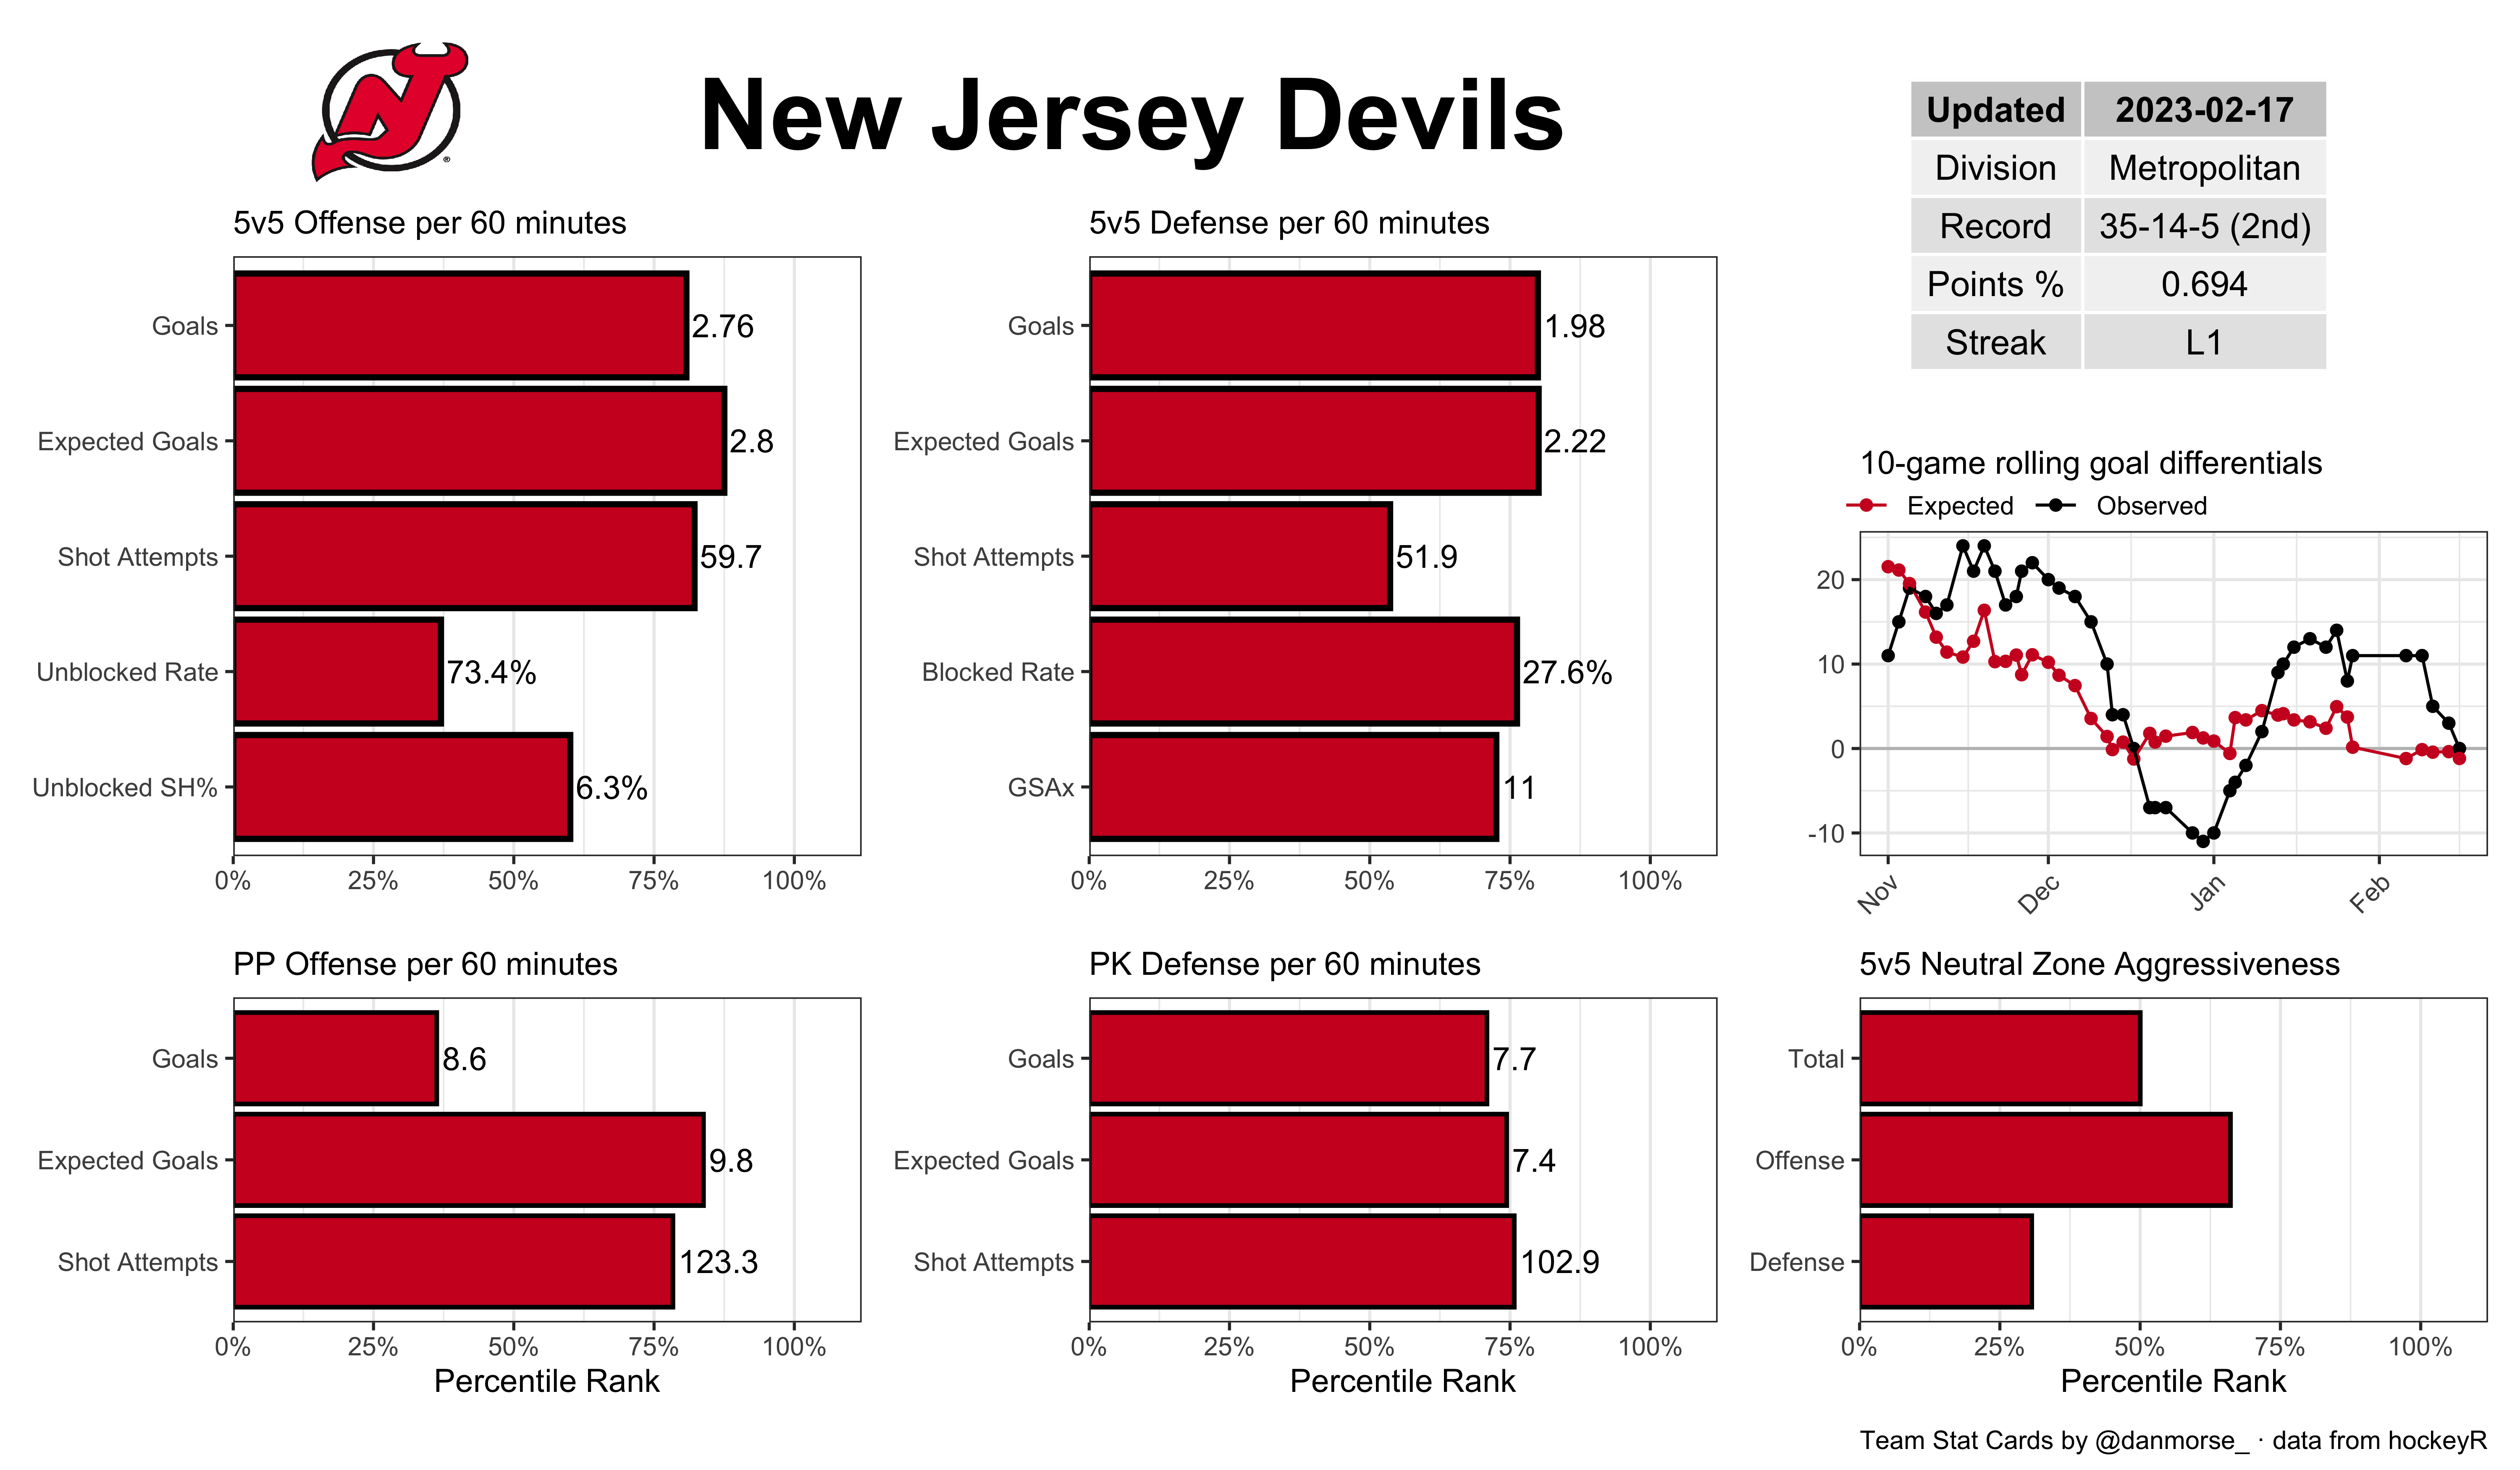 New Jersey Devils
Updated 2023-02-17
Division Metropolitan
Record 35-14-5 (2nd)
Points % 0.694
Streak L1
5v5 Offense per 60 minutes
Goals 2.76
Expected Goals 2.8
Shot Attempts 59.7
Unblocked Rate 73.4%
Unblocked SH% 6.3%
0% 25% 50% 75% 100%
5v5 Defense per 60 minutes
Goals 1.98
Expected Goals 2.22
Shot Attempts 51.9
Blocked Rate 27.6%
GSAx 11
0% 25% 50% 75% 100%
10-game rolling goal differentials
Expected Observed
20
10
0
-10
Nov Dec Jan Feb
PP Offense per 60 minutes
Goals 8.6
Expected Goals 9.8
Shot Attempts 123.3
0% 25% 50% 75% 100%
Percentile Rank
PK Defense per 60 minutes
Goals 7.7
Expected Goals 7.4
Shot Attempts 102.9
0% 25% 50% 75% 100%
Percentile Rank
5v5 Neutral Zone Aggressiveness
Total
Offense
Defense
0% 25% 50% 75% 100%
Percentile Rank
Team Stat Cards by @danmorse_ · data from hockeyR